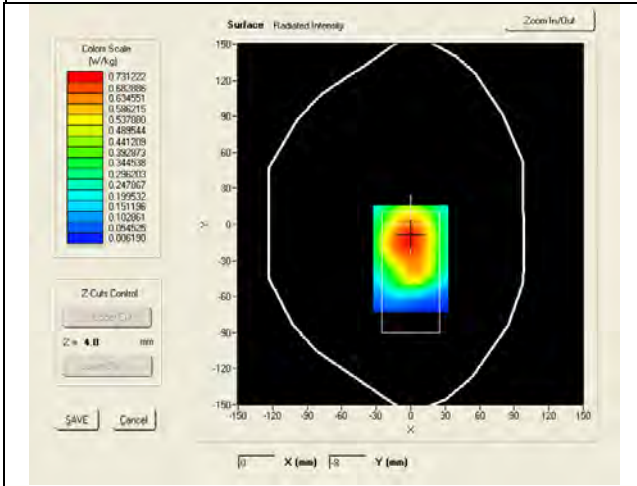 Surface Radiated Intensity
Zoom In/Out
Colors Scale
(W/kg)
0.731222
0.682886
0.634551
0.586215
0.537880
0.489544
0.441209
0.392873
0.344538
0.296203
0.247867
0.199532
0.151196
0.102861
0.054525
0.006190
150
120
90
60
30
0
-30
-60
-90
-120
-150
Y
-150 -120 -90 -60 -30 0 30 60 90 120 150
X
Z-Cuts Control
Z = 4.0 mm
SAVE Cancel
0 X (mm) -8 Y (mm)